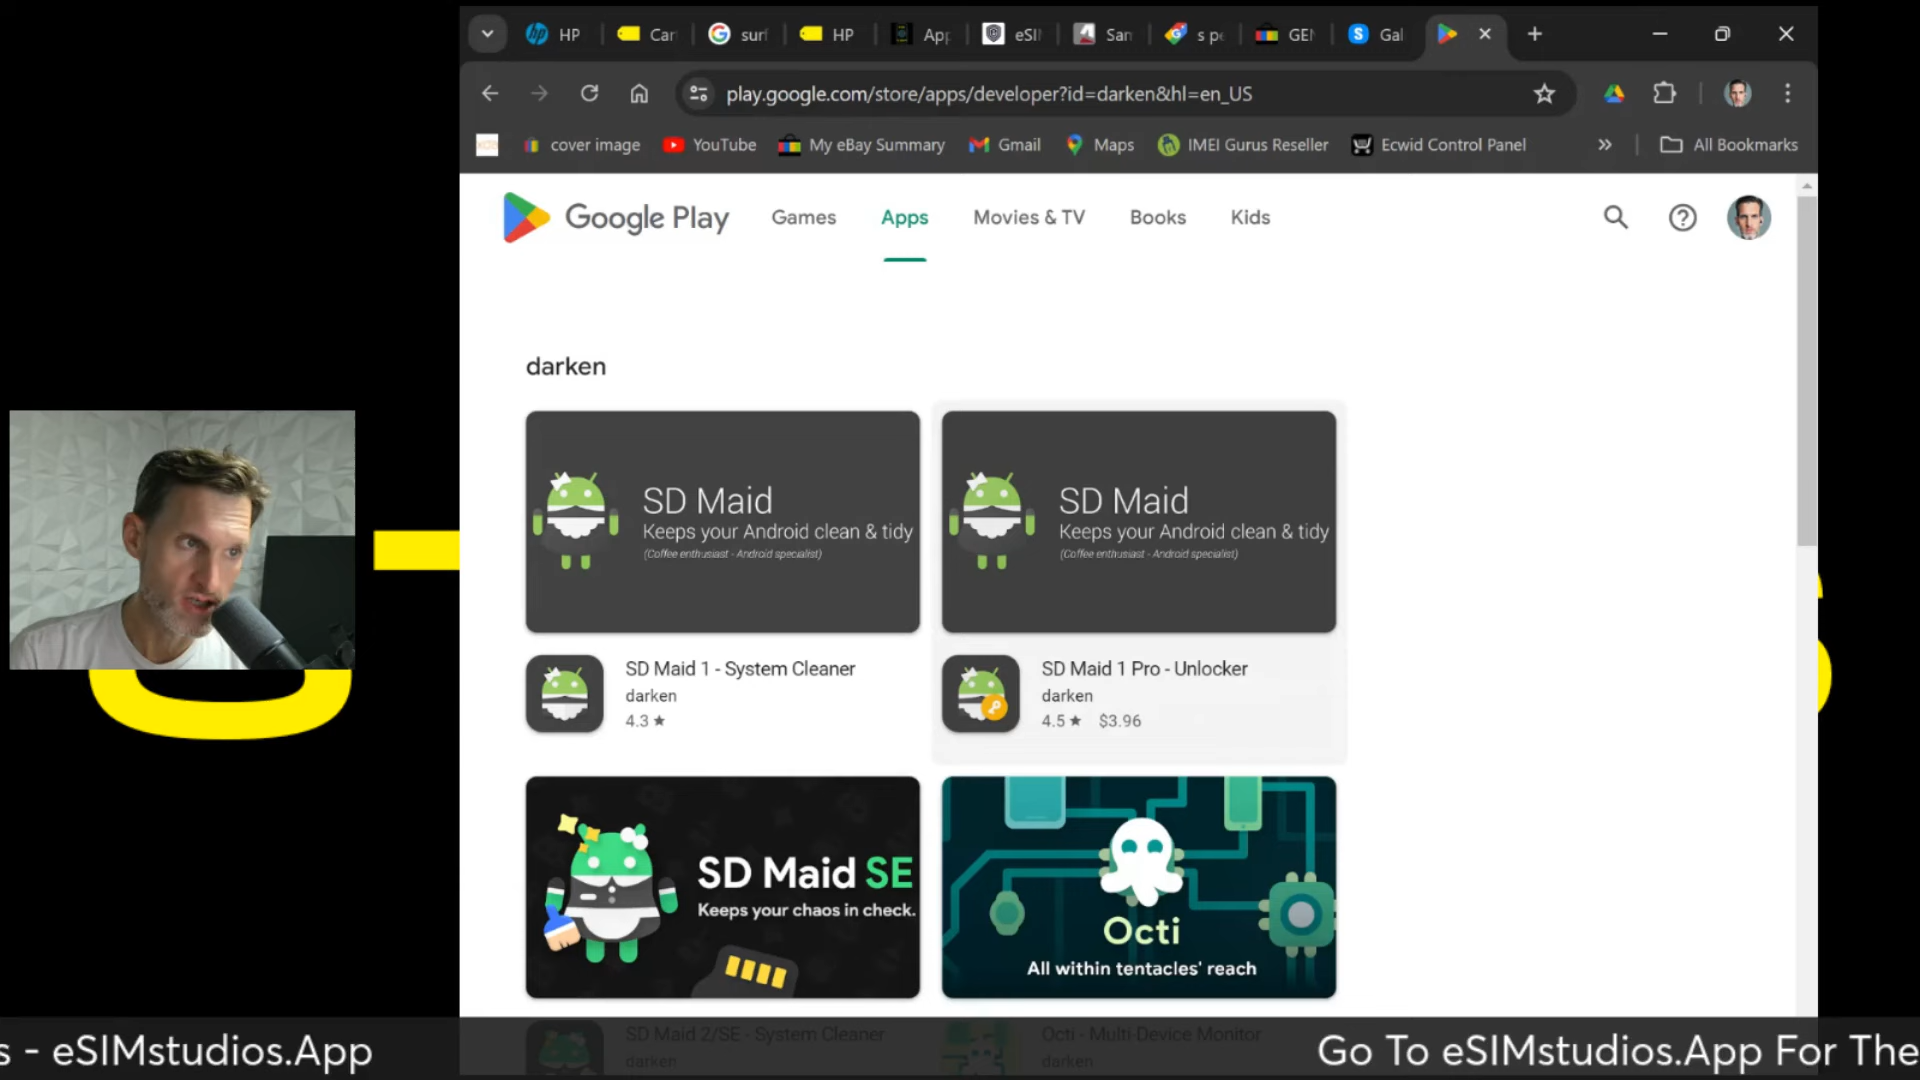 HP
Car
surf
HP
App
eSIM
San
s pe
GEN
Gal
play.google.com/store/apps/developer?id=darken&hl=en_US
cover image
YouTube
My eBay Summary
Gmail
Maps
IMEI Gurus Reseller
Ecwid Control Panel
All Bookmarks
Google Play
Games
Apps
Movies & TV
Books
Kids
darken
SD Maid
Keeps your Android clean & tidy
(Coffee enthusiast - Android specialist)
SD Maid
Keeps your Android clean & tidy
(Coffee enthusiast - Android specialist)
SD Maid 1 - System Cleaner
darken
4.3 ★
SD Maid 1 Pro - Unlocker
darken
4.5 ★ $3.96
SD Maid SE
Keeps your chaos in check.
Octi
All within tentacles' reach
SD Maid 2/SE - System Cleaner
darken
Octi - Multi-Device Monitor
darken
s - eSIMstudios.App
Go To eSIMstudios.App For The